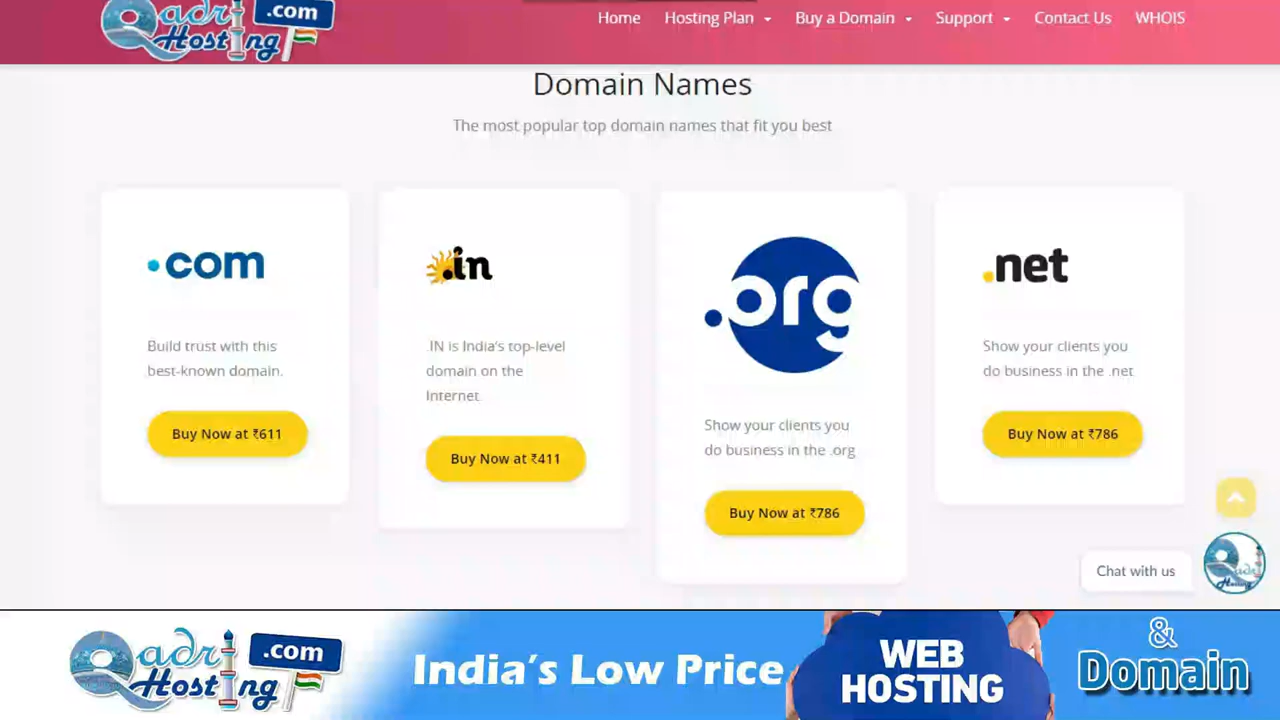 Qadri .com
Hosting
Home Hosting Plan Buy a Domain Support Contact Us WHOIS
Domain Names
The most popular top domain names that fit you best
.com
Build trust with this
best-known domain.
Buy Now at ₹611
.in
.IN is India's top-level
domain on the
Internet.
Buy Now at ₹411
.org
Show your clients you
do business in the .org
Buy Now at ₹786
.net
Show your clients you
do business in the .net
Buy Now at ₹786
Chat with us
Qadri
Hosting
Qadri .com
Hosting
India's Low Price
WEB
HOSTING
&
Domain